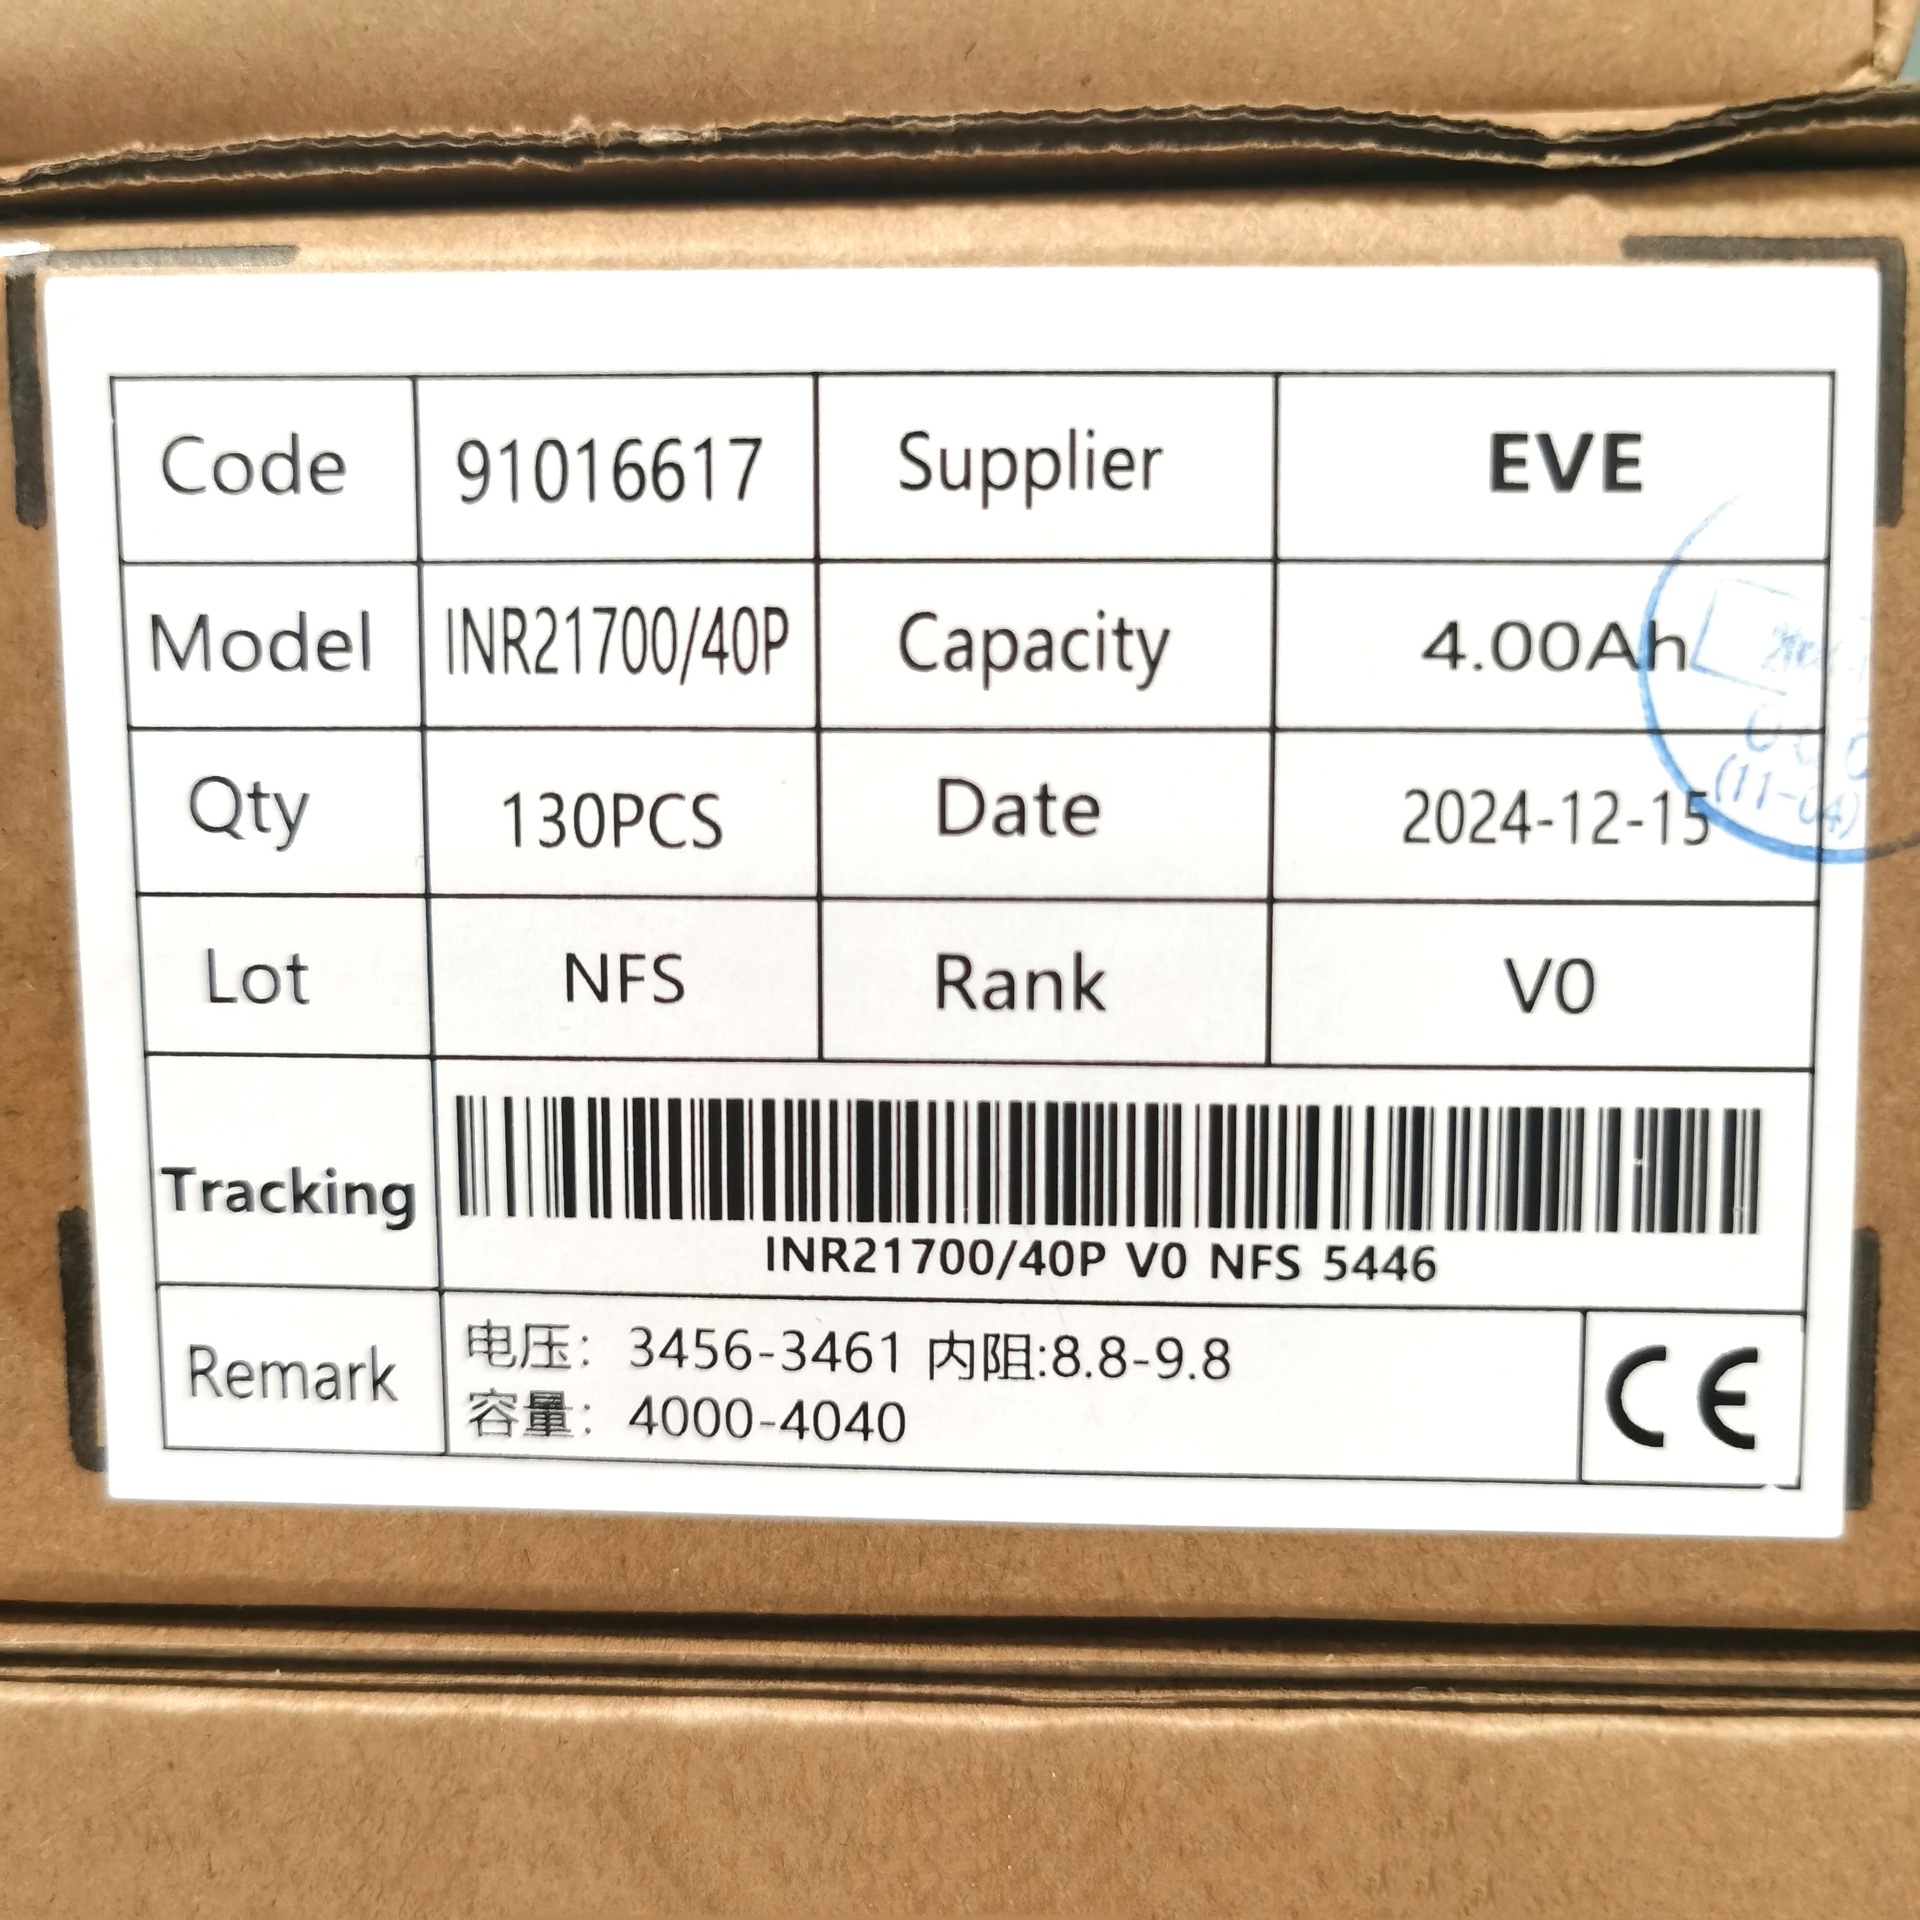 Code 91016617 Supplier EVE
Model INR21700/40P Capacity 4.00Ah
Qty 130PCS Date 2024-12-15
(11-04)
Lot NFS Rank V0
Tracking
INR21700/40P V0 NFS 5446
Remark
电压：3456-3461 内阻:8.8-9.8
容量：4000-4040
CE